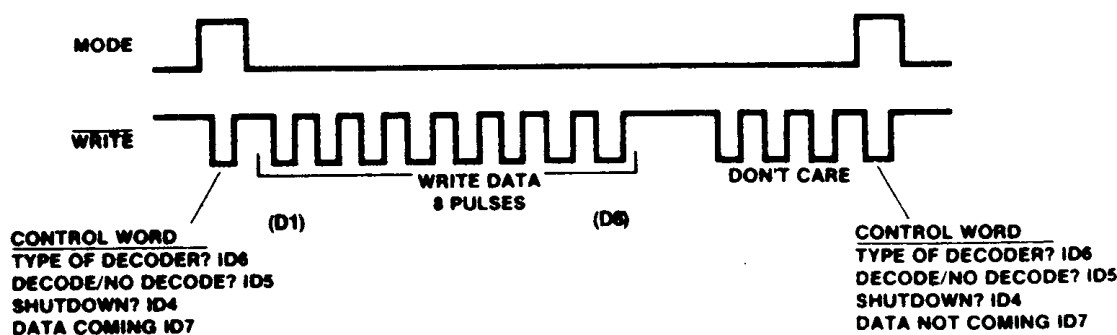 MODE
WRITE
WRITE DATA
8 PULSES
DON'T CARE
(D1)
(D8)
CONTROL WORD
TYPE OF DECODER? ID6
DECODE/NO DECODE? ID5
SHUTDOWN? ID4
DATA COMING ID7
CONTROL WORD
TYPE OF DECODER? ID6
DECODE/NO DECODE? ID5
SHUTDOWN? ID4
DATA NOT COMING ID7